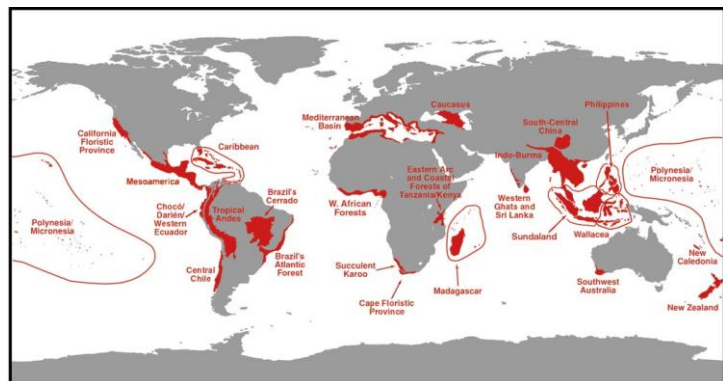 California
Floristic
Province
Caribbean
Mesoamerica
Polynesia/
Micronesia
Chocó/
Darién/
Western
Ecuador
Tropical
Andes
Brazil's
Cerrado
Central
Chile
Brazil's
Atlantic
Forest
Mediterranean
Basin
Caucasus
W. African
Forests
Eastern Arc
and Coastal
Forests of
Tanzania/Kenya
Succulent
Karoo
Cape Floristic
Province
Madagascar
Philippines
South-Central
China
Indo-Burma
Western
Ghats and
Sri Lanka
Sundaland
Wallacea
Polynesia/
Micronesia
Southwest
Australia
New
Caledonia
New Zealand